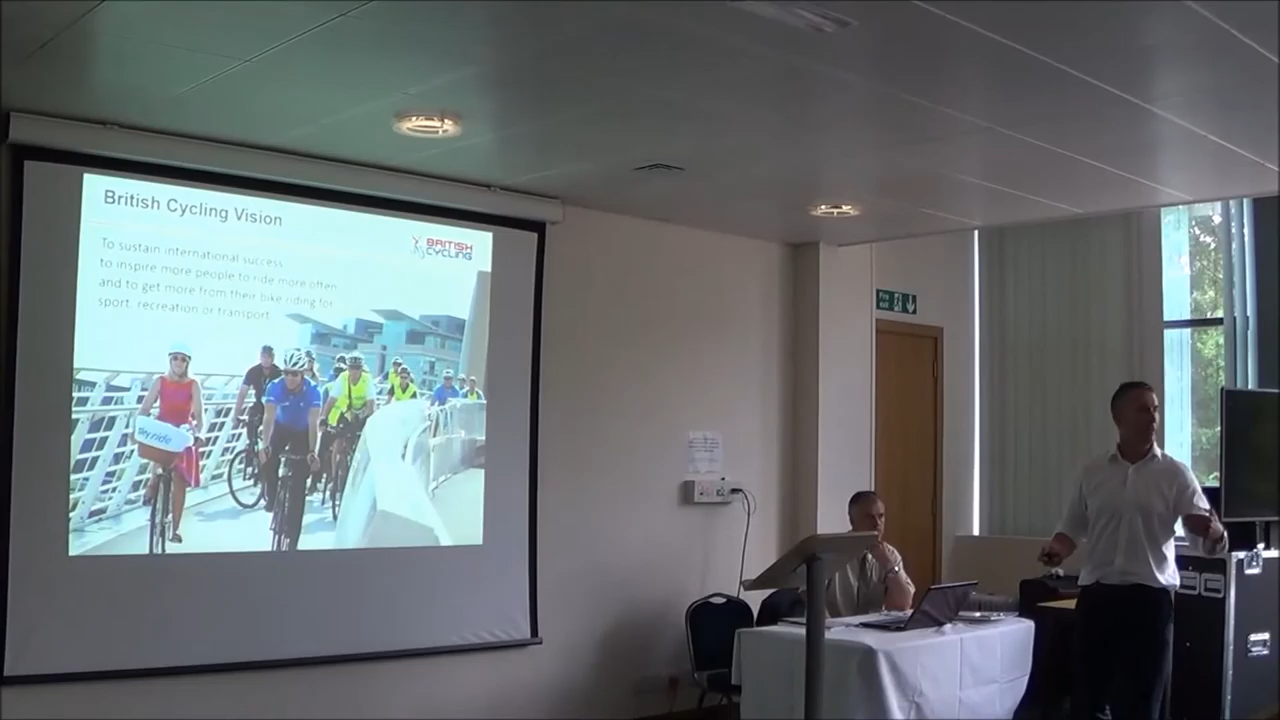 British Cycling Vision
BRITISH
CYCLING
To sustain international success
to inspire more people to ride more often
and to get more from their bike riding for
sport, recreation or transport
Sky ride
Fire
exit